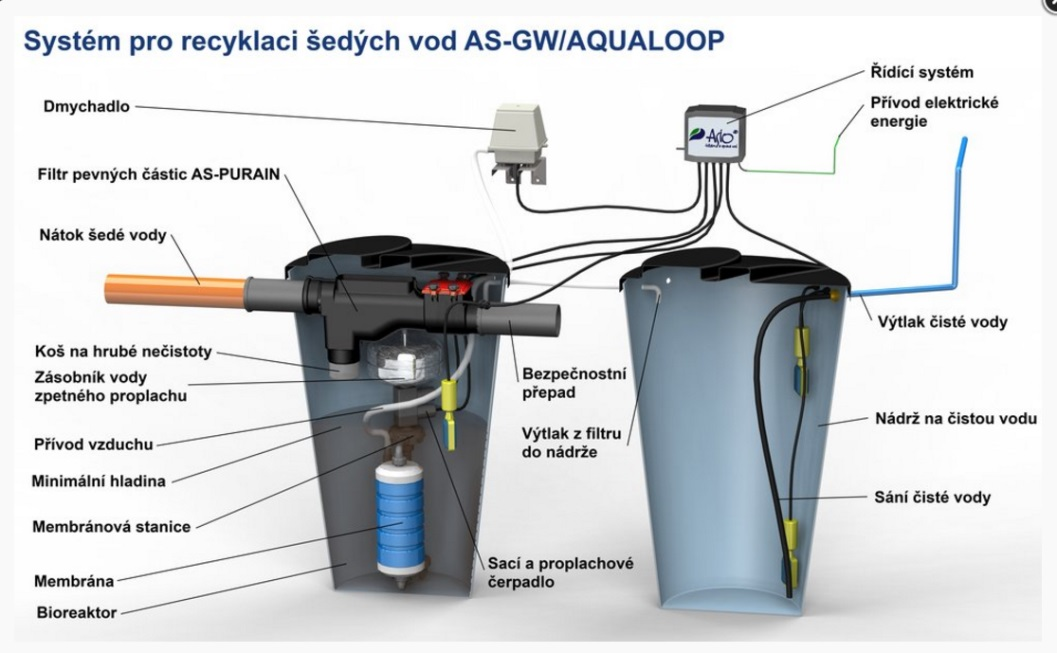 Systém pro recyklaci šedých vod AS-GW/AQUALOOP
Řídící systém
Dmychadlo
Přívod elektrické
energie
Asio
Filtr pevných částic AS-PURAIN
Nátok šedé vody
Výtlak čisté vody
Koš na hrubé nečistoty
Zásobník vody
zpetného proplachu
Bezpečnostní
přepad
Přívod vzduchu
Výtlak z filtru
do nádrže
Nádrž na čistou vodu
Minimální hladina
Sání čisté vody
Membránová stanice
Sací a proplachové
čerpadlo
Membrána
Bioreaktor